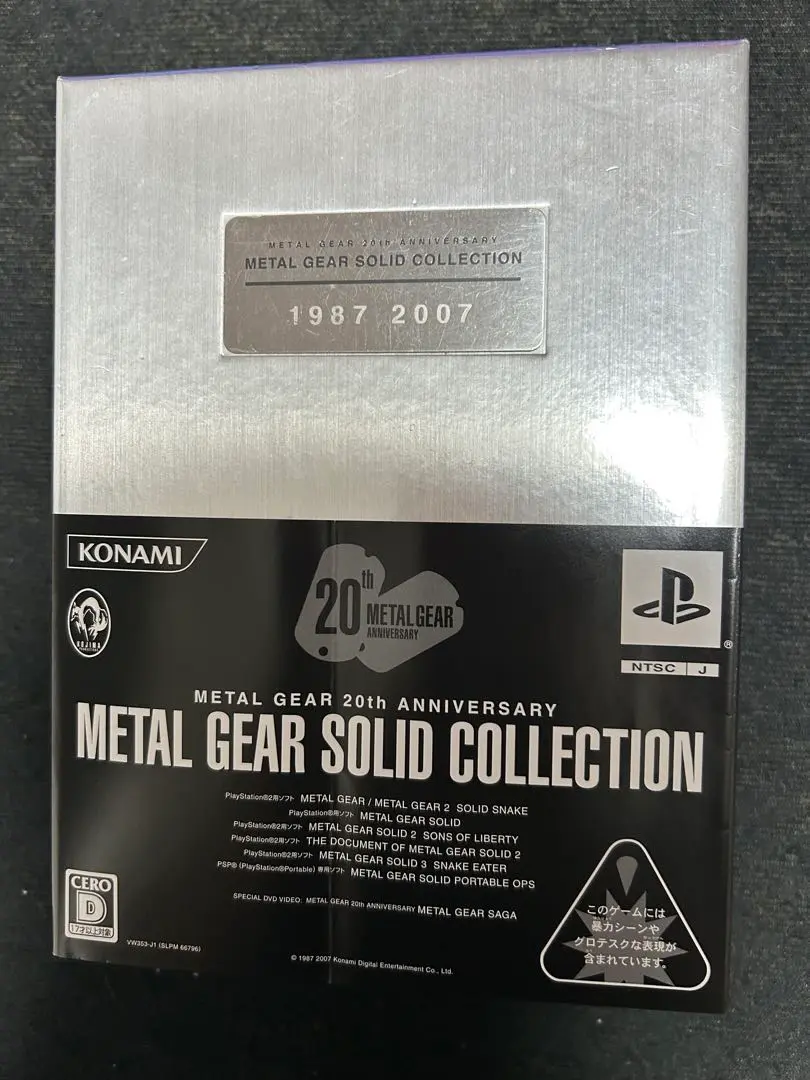 METAL GEAR 20th ANNIVERSARY
METAL GEAR SOLID COLLECTION
1987 2007
KONAMI
20th METAL GEAR
ANNIVERSARY
KOJIMA
PRODUCTIONS
®
NTSC J
METAL GEAR 20th ANNIVERSARY
METAL GEAR SOLID COLLECTION
PlayStation®2用ソフト METAL GEAR / METAL GEAR 2 SOLID SNAKE
PlayStation®用ソフト METAL GEAR SOLID
PlayStation®2用ソフト METAL GEAR SOLID 2 SONS OF LIBERTY
PlayStation®2用ソフト THE DOCUMENT OF METAL GEAR SOLID 2
PlayStation®2用ソフト METAL GEAR SOLID 3 SNAKE EATER
PSP® (PlayStation®Portable) 専用ソフト METAL GEAR SOLID PORTABLE OPS
SPECIAL DVD VIDEO: METAL GEAR 20th ANNIVERSARY METAL GEAR SAGA
CERO
D
17才以上対象
VW353-J1 (SLPM 66796)
© 1987 2007 Konami Digital Entertainment Co., Ltd.
このゲームには
暴力シーンや
グロテスクな表現が
含まれています。